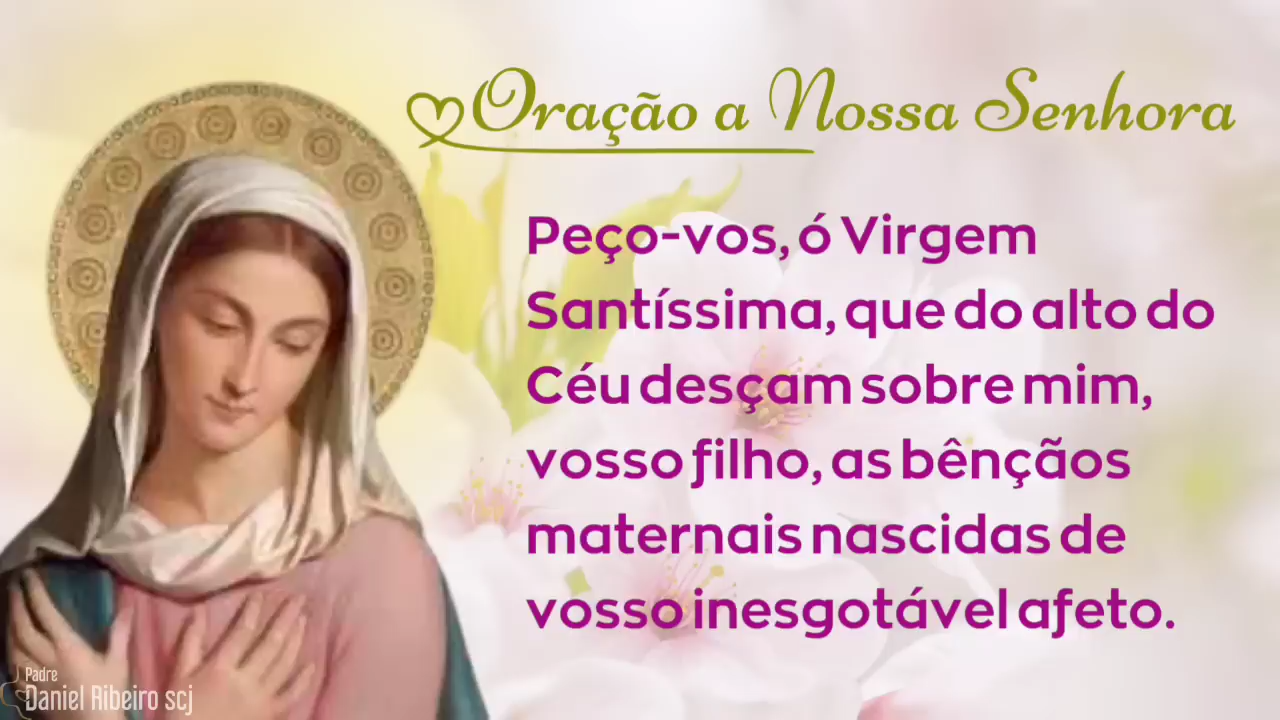 Oração a Nossa Senhora
Peço-vos, ó Virgem
Santíssima, que do alto do
Céu desçam sobre mim,
vosso filho, as bênçãos
maternais nascidas de
vosso inesgotável afeto.
Padre
Daniel Ribeiro scj